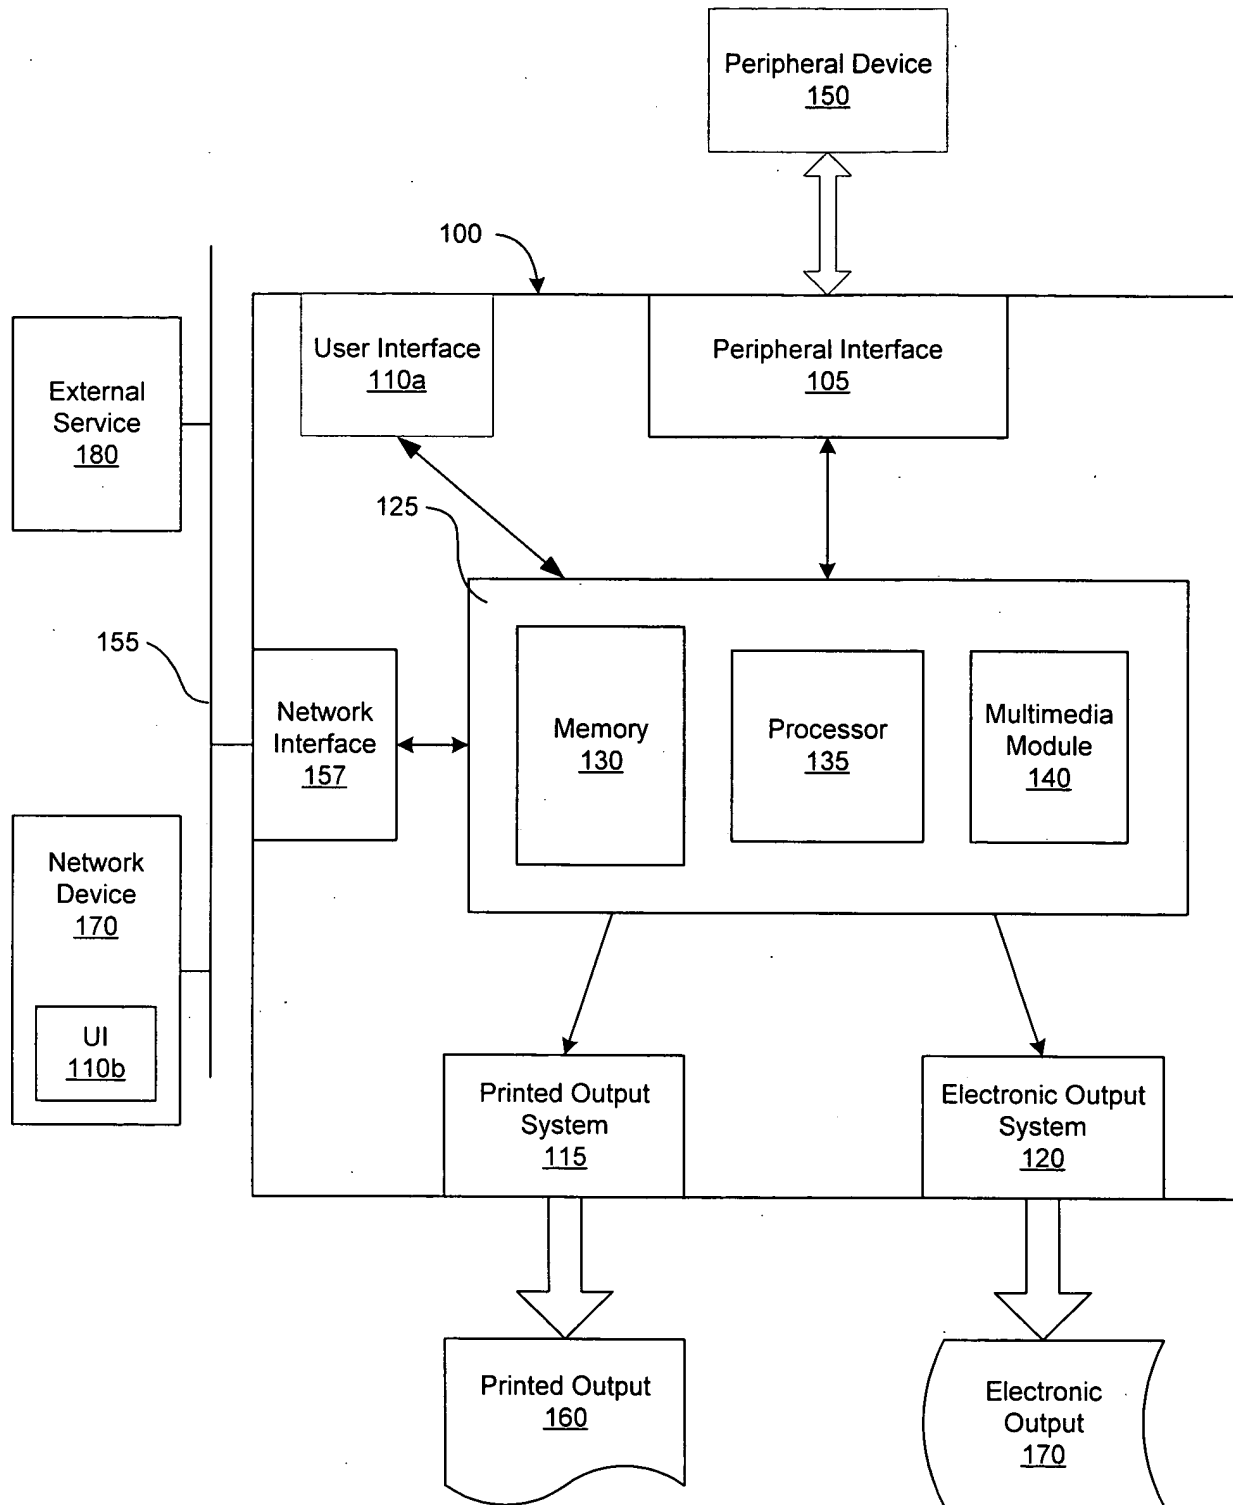 Peripheral Device
150
100
User Interface
110a
Peripheral Interface
105
External
Service
180
125
155
Network
Interface
157
Memory
130
Processor
135
Multimedia
Module
140
Network
Device
170
UI
110b
Printed Output
System
115
Electronic Output
System
120
Printed Output
160
Electronic
Output
170